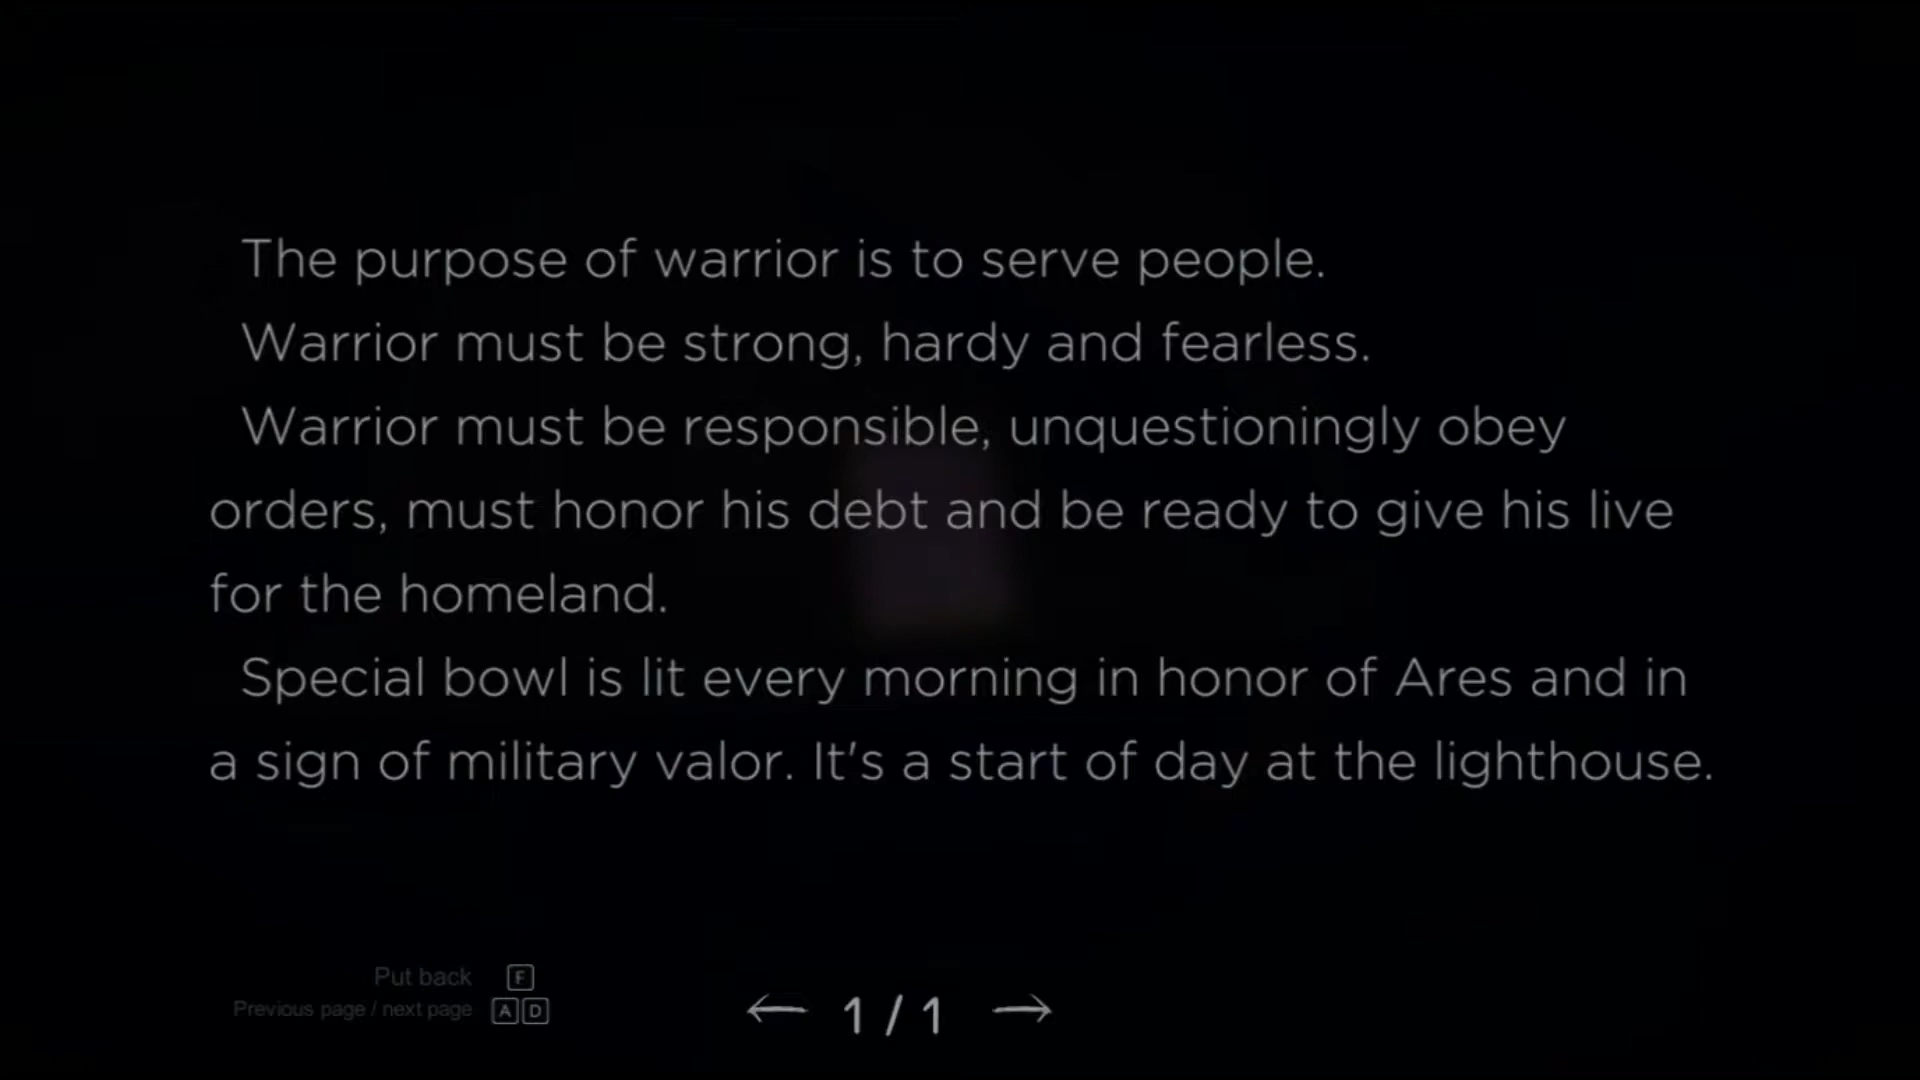 The purpose of warrior is to serve people.
Warrior must be strong, hardy and fearless.
Warrior must be responsible, unquestioningly obey
orders, must honor his debt and be ready to give his live
for the homeland.
Special bowl is lit every morning in honor of Ares and in
a sign of military valor. It's a start of day at the lighthouse.
Put back F
Previous page / next page A D
← 1 / 1 →